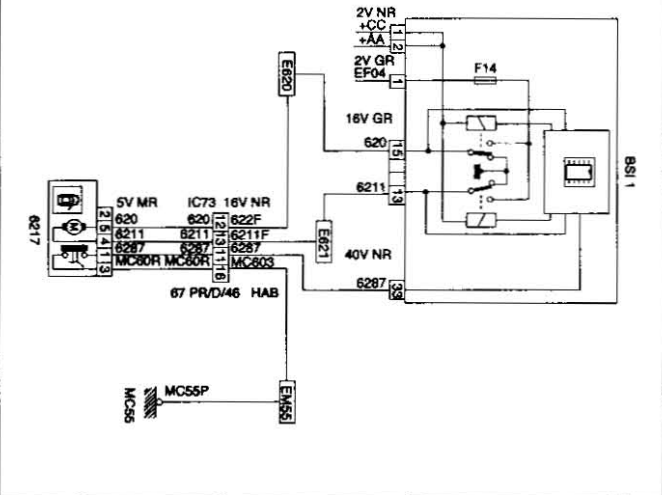 2V NR
+CC 1
+AA 2
2V GR
EF04 1
F14
E620
16V GR
620 15
BSI 1
6211 13
5V MR IC73 16V NR
2
620 620 622F
5 12
6211 6211 6211F
4 13
6287 6287 6287
1 11
MC60R MC60R MC603
3 16
M
6217
E621
40V NR
6287 33
67 PR/D/46 HAB
MC55P
MC55
EM55